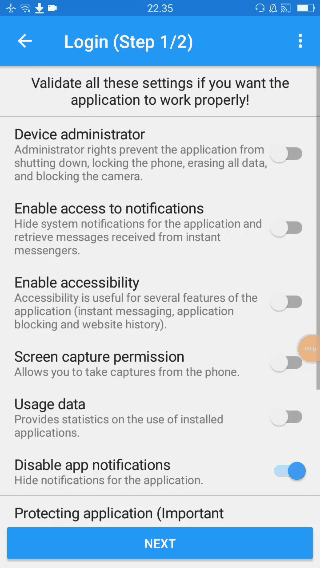 22.35
Login (Step 1/2)
Validate all these settings if you want the
application to work properly!
Device administrator
Administrator rights prevent the application from
shutting down, locking the phone, erasing all data,
and blocking the camera.
Enable access to notifications
Hide system notifications for the application and
retrieve messages received from instant
messengers.
Enable accessibility
Accessibility is useful for several features of the
application (instant messaging, application
blocking and website history).
Screen capture permission
Allows you to take captures from the phone.
Usage data
Provides statistics on the use of installed
applications.
Disable app notifications
Hide notifications for the application.
Protecting application (Important
NEXT